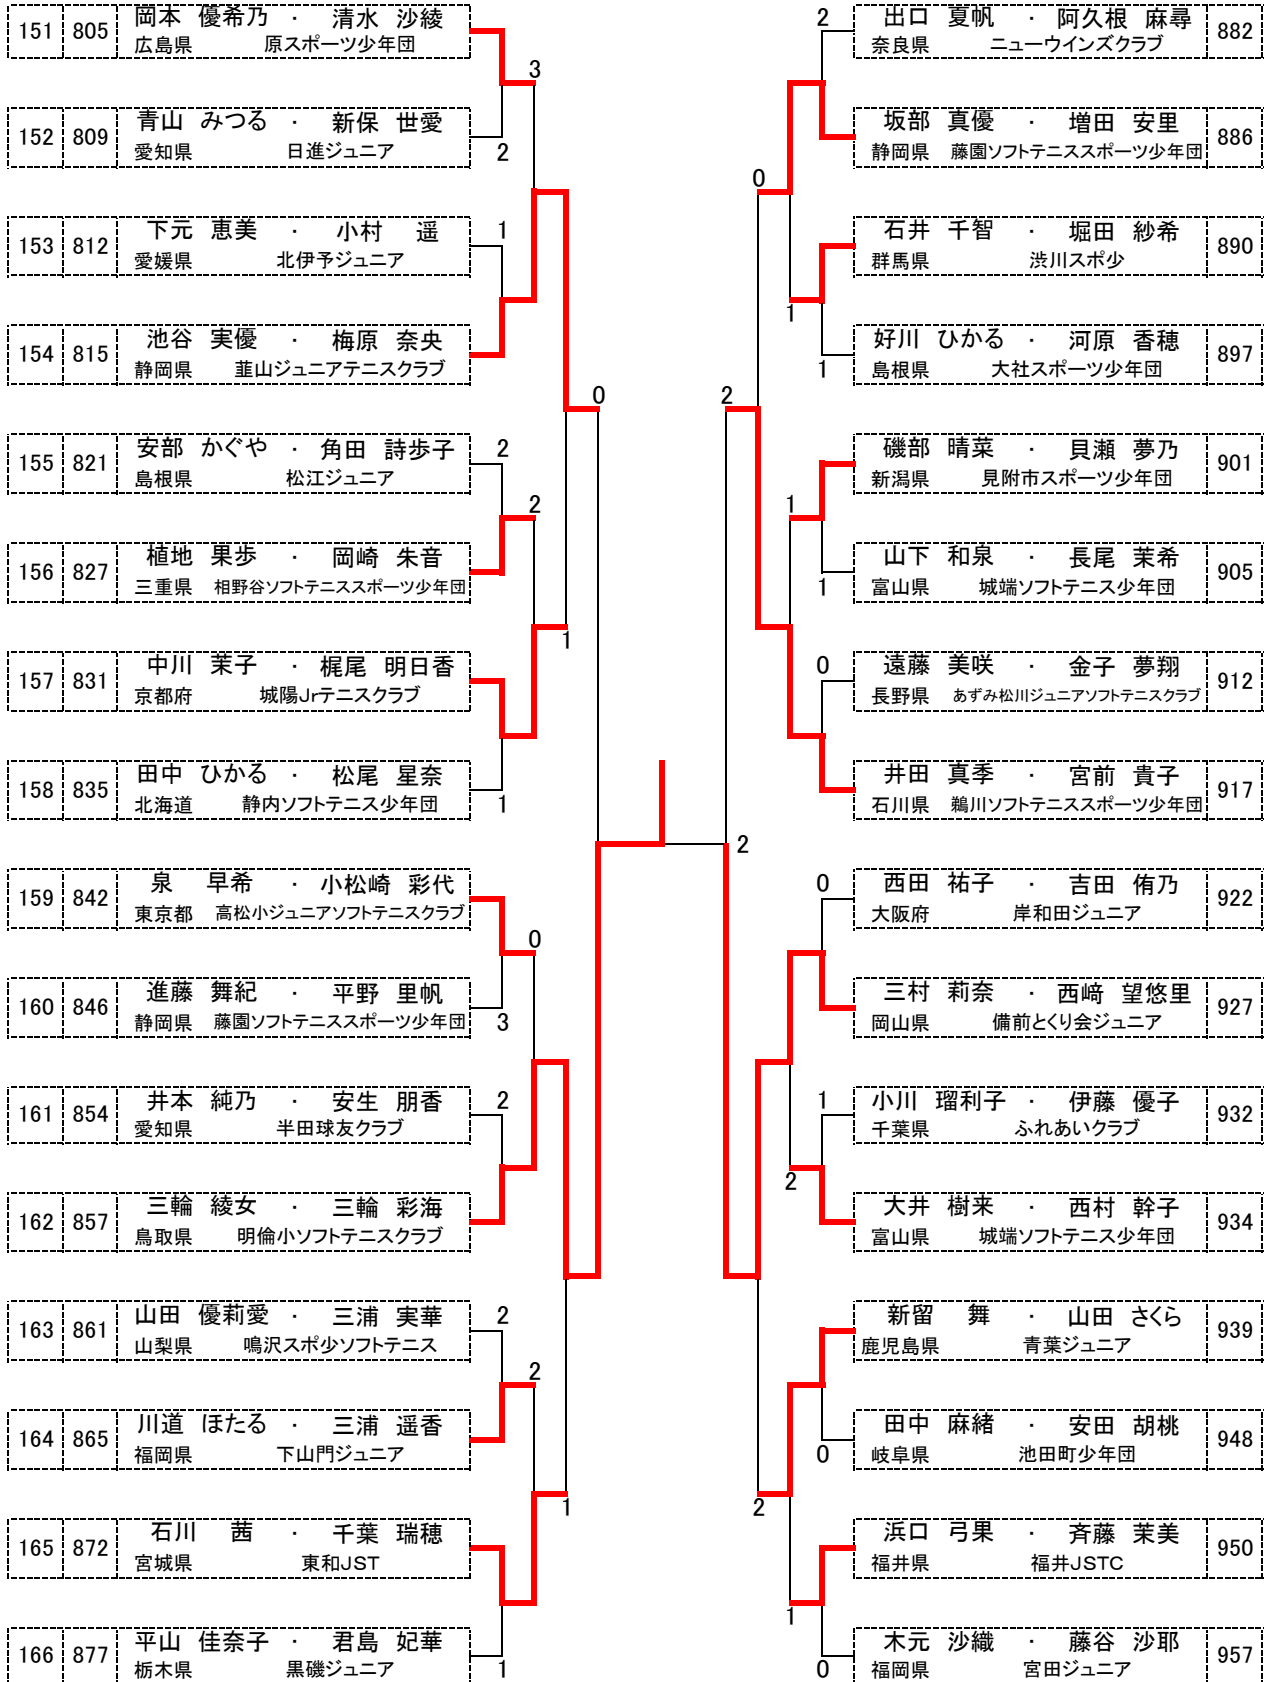 151 805 岡本 優希乃 ・ 清水 沙綾
広島県 原スポーツ少年団
3
152 809 青山 みつる ・ 新保 世愛
愛知県 日進ジュニア
2
153 812 下元 恵美 ・ 小村 遥
愛媛県 北伊予ジュニア
1
154 815 池谷 実優 ・ 梅原 奈央
静岡県 韮山ジュニアテニスクラブ
0
155 821 安部 かぐや ・ 角田 詩歩子
島根県 松江ジュニア
2
2
156 827 植地 果歩 ・ 岡崎 朱音
三重県 相野谷ソフトテニススポーツ少年団
1
157 831 中川 茉子 ・ 梶尾 明日香
京都府 城陽Jrテニスクラブ
158 835 田中 ひかる ・ 松尾 星奈
北海道 静内ソフトテニス少年団
1
159 842 泉 早希 ・ 小松崎 彩代
東京都 高松小ジュニアソフトテニスクラブ
0
160 846 進藤 舞紀 ・ 平野 里帆
静岡県 藤園ソフトテニススポーツ少年団
3
161 854 井本 純乃 ・ 安生 朋香
愛知県 半田球友クラブ
2
162 857 三輪 綾女 ・ 三輪 彩海
鳥取県 明倫小ソフトテニスクラブ
163 861 山田 優莉愛 ・ 三浦 実華
山梨県 鳴沢スポ少ソフトテニス
2
2
164 865 川道 ほたる ・ 三浦 遥香
福岡県 下山門ジュニア
1
165 872 石川 茜 ・ 千葉 瑞穂
宮城県 東和JST
166 877 平山 佳奈子 ・ 君島 妃華
栃木県 黒磯ジュニア
1
2
出口 夏帆 ・ 阿久根 麻尋 882
奈良県 ニューウインズクラブ
坂部 真優 ・ 増田 安里 886
静岡県 藤園ソフトテニススポーツ少年団
0
石井 千智 ・ 堀田 紗希 890
群馬県 渋川スポ少
1
好川 ひかる ・ 河原 香穂 897
島根県 大社スポーツ少年団
1
2
磯部 晴菜 ・ 貝瀬 夢乃 901
新潟県 見附市スポーツ少年団
1
山下 和泉 ・ 長尾 茉希 905
富山県 城端ソフトテニス少年団
1
遠藤 美咲 ・ 金子 夢翔 912
長野県 あずみ松川ジュニアソフトテニスクラブ
0
井田 真季 ・ 宮前 貴子 917
石川県 鵜川ソフトテニススポーツ少年団
2
西田 祐子 ・ 吉田 侑乃 922
大阪府 岸和田ジュニア
0
三村 莉奈 ・ 西﨑 望悠里 927
岡山県 備前とくり会ジュニア
小川 瑠利子 ・ 伊藤 優子 932
千葉県 ふれあいクラブ
1
2
大井 樹来 ・ 西村 幹子 934
富山県 城端ソフトテニス少年団
新留 舞 ・ 山田 さくら 939
鹿児島県 青葉ジュニア
田中 麻緒 ・ 安田 胡桃 948
岐阜県 池田町少年団
0
2
浜口 弓果 ・ 斉藤 茉美 950
福井県 福井JSTC
1
木元 沙織 ・ 藤谷 沙耶 957
福岡県 宮田ジュニア
0